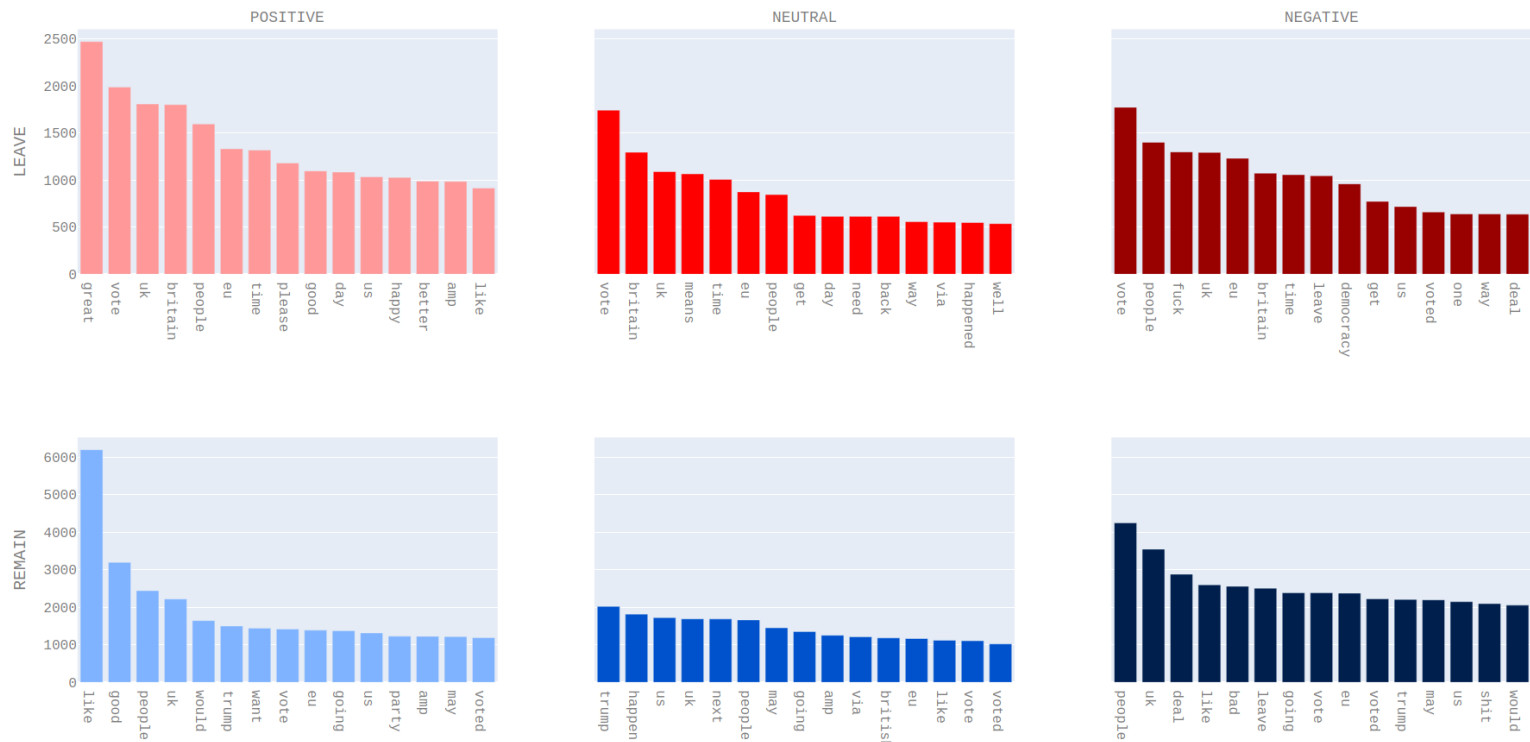 POSITIVE NEUTRAL NEGATIVE
LEAVE
2500
2000
1500
1000
500
0
great vote uk britain people eu time please good day us happy better amp like
vote britain uk means time eu people get day need back way via happened well
vote people fuck uk eu britain time leave democracy get us voted one way deal
REMAIN
6000
5000
4000
3000
2000
1000
0
like good people uk would trump want vote eu going us party amp may voted
trump happen us uk next people may going amp via british eu like vote voted
people uk deal like bad leave going vote eu voted trump may us shit would